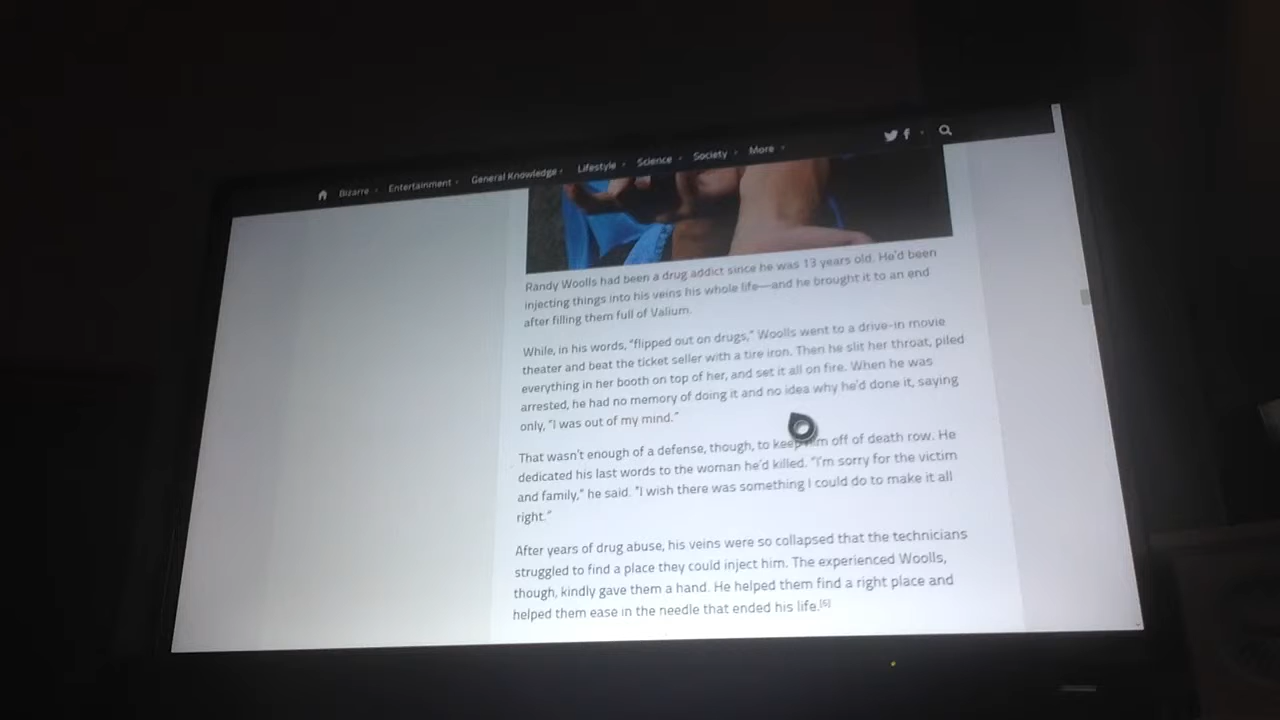 Bizarre Entertainment General Knowledge Lifestyle Science Society More
Randy Woolls had been a drug addict since he was 13 years old. He'd been
injecting things into his veins his whole life—and he brought it to an end
after filling them full of Valium.
While, in his words, "flipped out on drugs," Woolls went to a drive-in movie
theater and beat the ticket seller with a tire iron. Then he slit her throat, piled
everything in her booth on top of her, and set it all on fire. When he was
arrested, he had no memory of doing it and no idea why he'd done it, saying
only, "I was out of my mind."
That wasn't enough of a defense, though, to keep him off of death row. He
dedicated his last words to the woman he'd killed. "I'm sorry for the victim
and family," he said. "I wish there was something I could do to make it all
right."
After years of drug abuse, his veins were so collapsed that the technicians
struggled to find a place they could inject him. The experienced Woolls,
though, kindly gave them a hand. He helped them find a right place and
helped them ease in the needle that ended his life.[6]